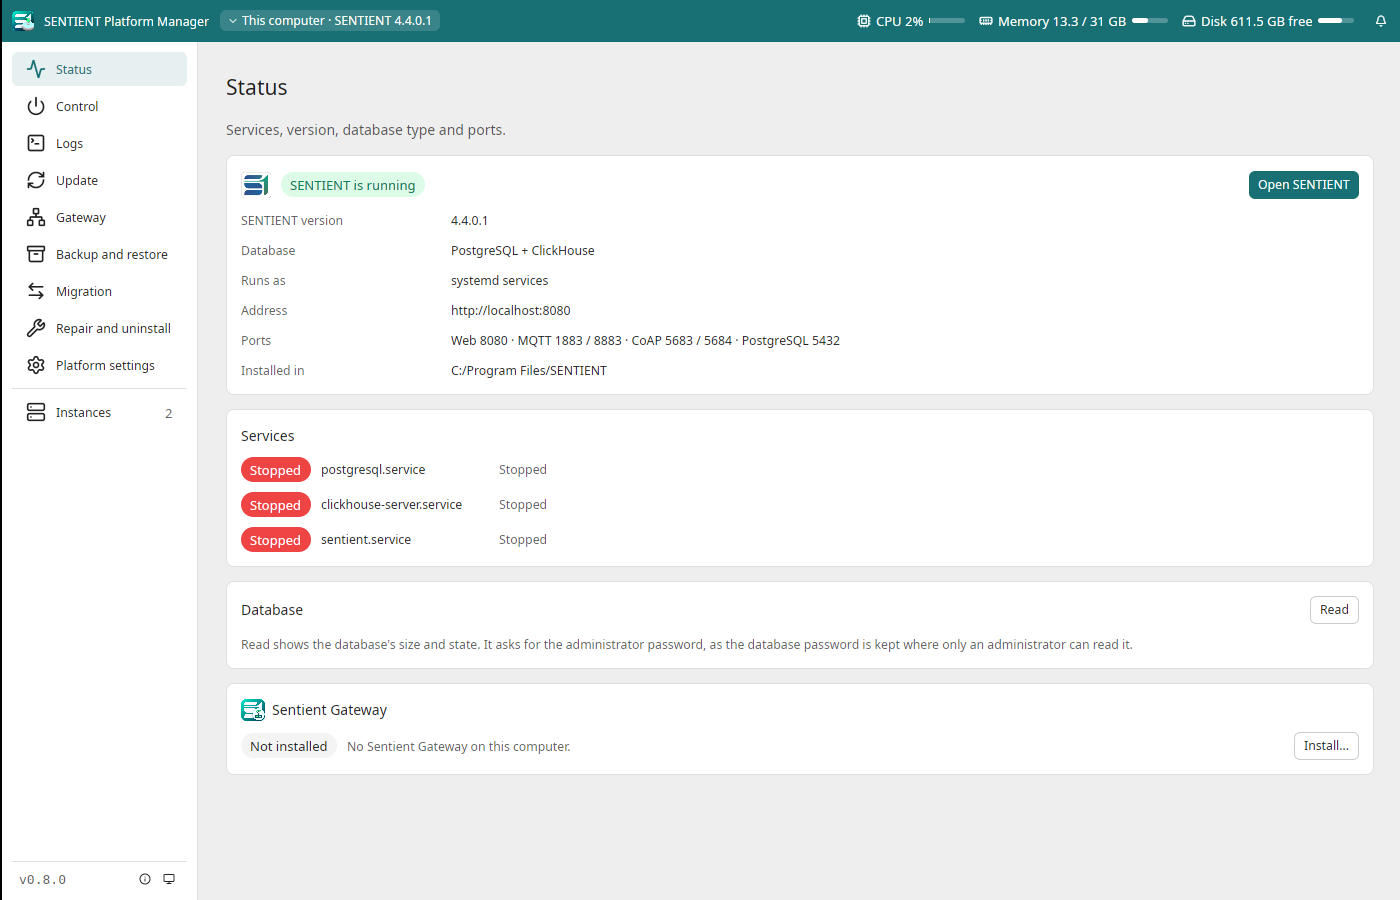 SENTIENT Platform Manager
This computer · SENTIENT 4.4.0.1
CPU 2%
Memory 13.3 / 31 GB
Disk 611.5 GB free
Status
Control
Logs
Update
Gateway
Backup and restore
Migration
Repair and uninstall
Platform settings
Instances 2
v0.8.0
Status
Services, version, database type and ports.
SENTIENT is running
Open SENTIENT
SENTIENT version 4.4.0.1
Database PostgreSQL + ClickHouse
Runs as systemd services
Address http://localhost:8080
Ports Web 8080 · MQTT 1883 / 8883 · CoAP 5683 / 5684 · PostgreSQL 5432
Installed in C:/Program Files/SENTIENT
Services
Stopped postgresql.service Stopped
Stopped clickhouse-server.service Stopped
Stopped sentient.service Stopped
Database
Read
Read shows the database's size and state. It asks for the administrator password, as the database password is kept where only an administrator can read it.
Sentient Gateway
Not installed No Sentient Gateway on this computer.
Install...